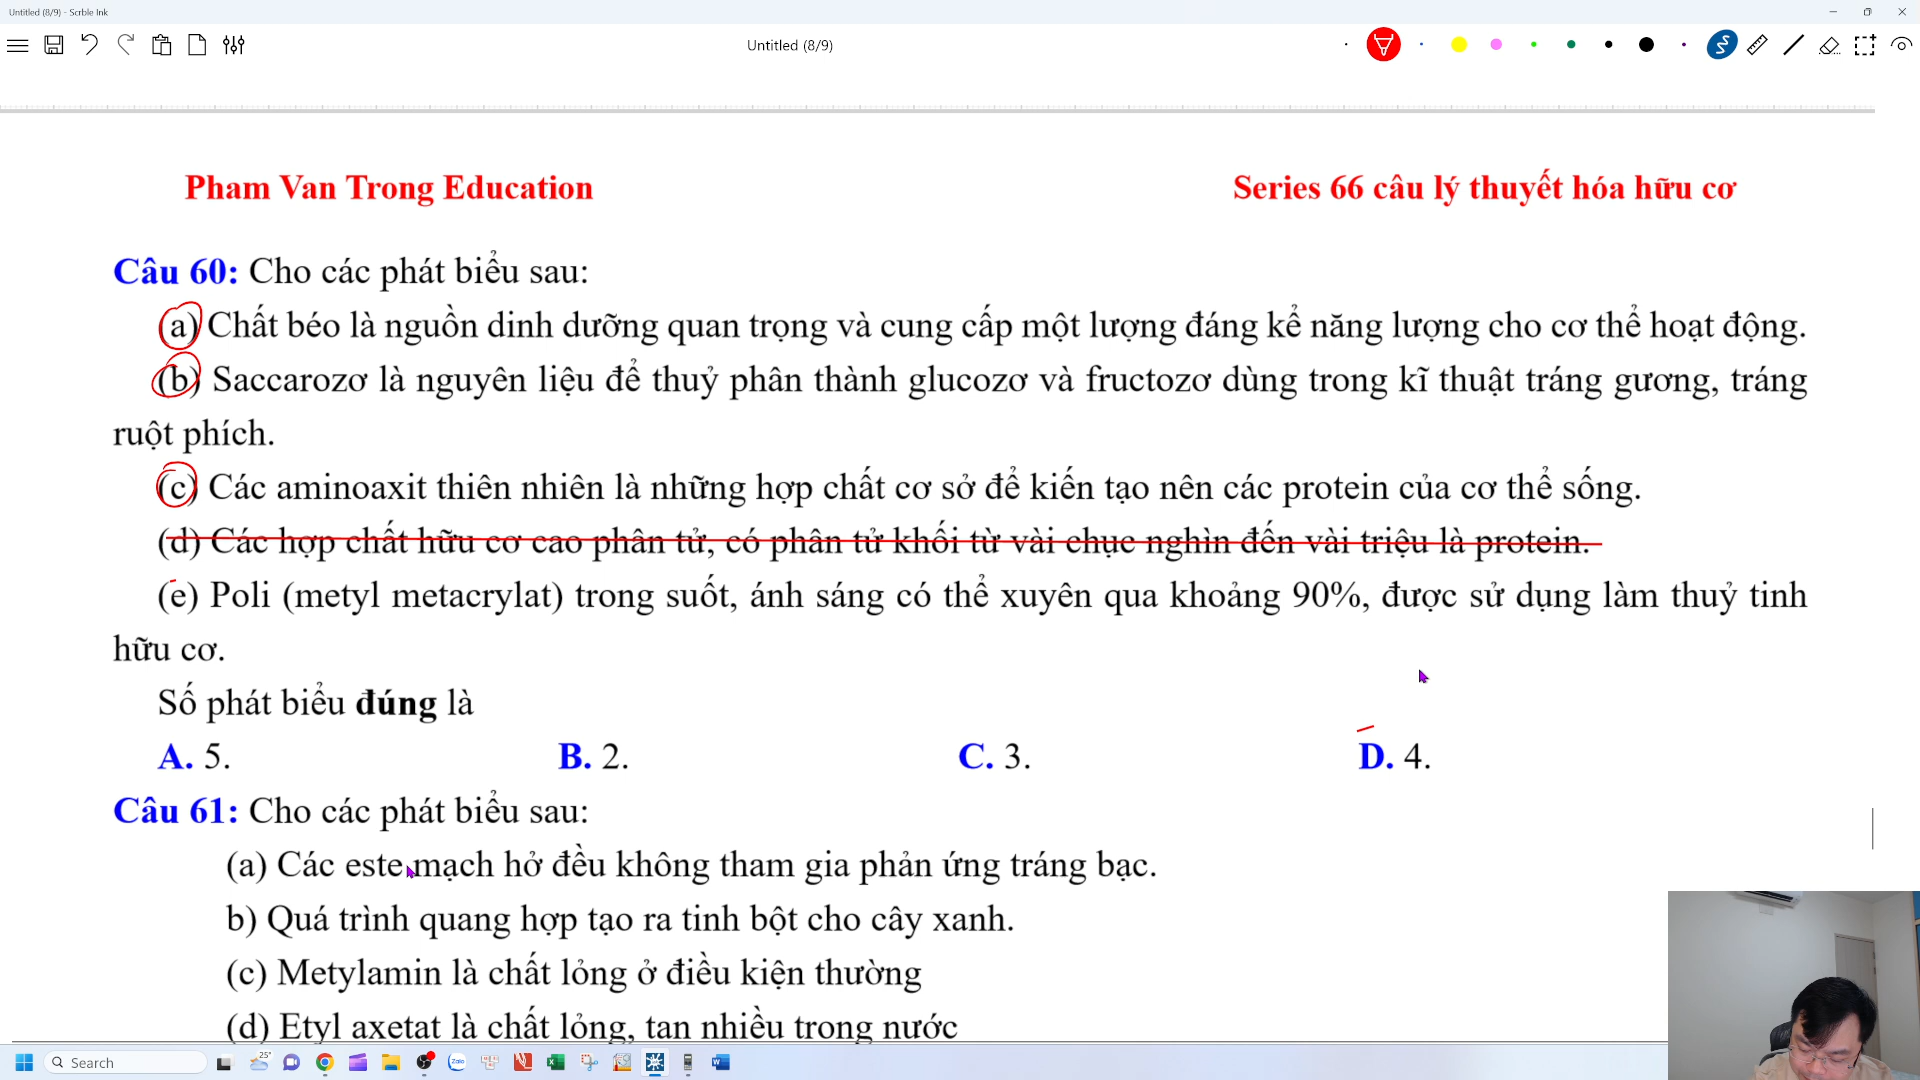 Untitled (8/9) - Scrble Ink
Untitled (8/9)
Pham Van Trong Education
Series 66 câu lý thuyết hóa hữu cơ
Câu 60: Cho các phát biểu sau:
(a) Chất béo là nguồn dinh dưỡng quan trọng và cung cấp một lượng đáng kể năng lượng cho cơ thể hoạt động.
(b) Saccarozơ là nguyên liệu để thuỷ phân thành glucozơ và fructozơ dùng trong kĩ thuật tráng gương, tráng
ruột phích.
(c) Các aminoaxit thiên nhiên là những hợp chất cơ sở để kiến tạo nên các protein của cơ thể sống.
(d) Các hợp chất hữu cơ cao phân tử, có phân tử khối từ vài chục nghìn đến vài triệu là protein.
(e) Poli (metyl metacrylat) trong suốt, ánh sáng có thể xuyên qua khoảng 90%, được sử dụng làm thuỷ tinh
hữu cơ.
Số phát biểu đúng là
A. 5. B. 2. C. 3. D. 4.
Câu 61: Cho các phát biểu sau:
(a) Các este mạch hở đều không tham gia phản ứng tráng bạc.
b) Quá trình quang hợp tạo ra tinh bột cho cây xanh.
(c) Metylamin là chất lỏng ở điều kiện thường
(d) Etyl axetat là chất lỏng, tan nhiều trong nước
Search
25°
Zalo